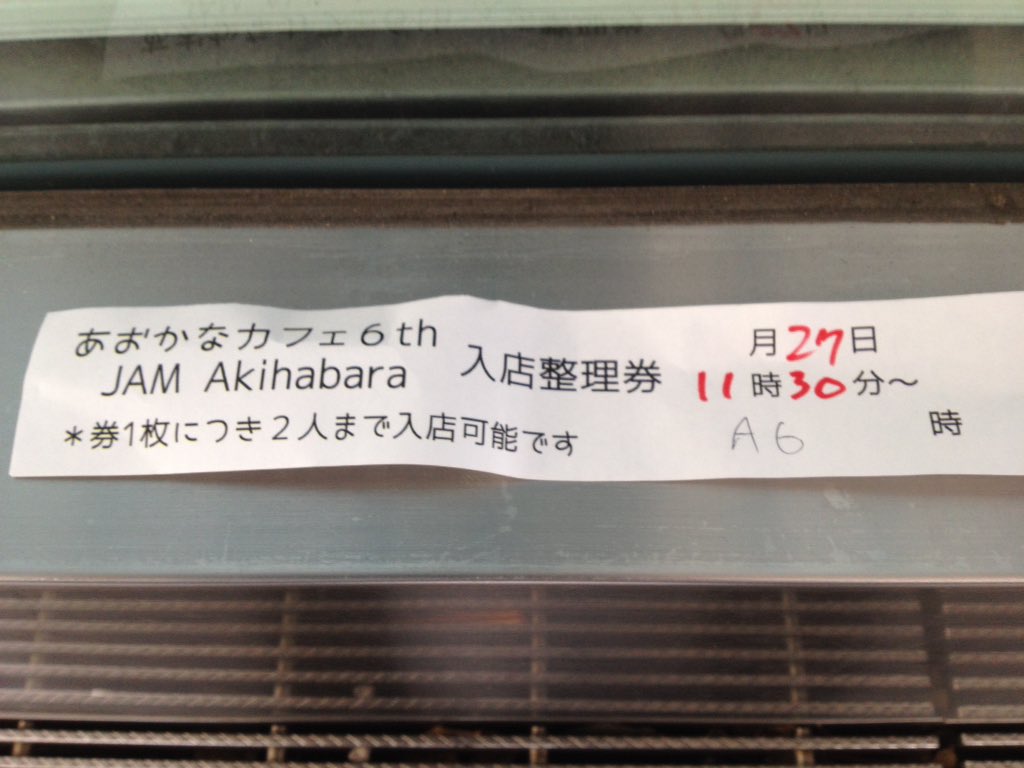 あおかなカフェ6th
JAM Akihabara
*券1枚につき2人まで入店可能です
入店整理券
月27日
11時30分～
A6
時